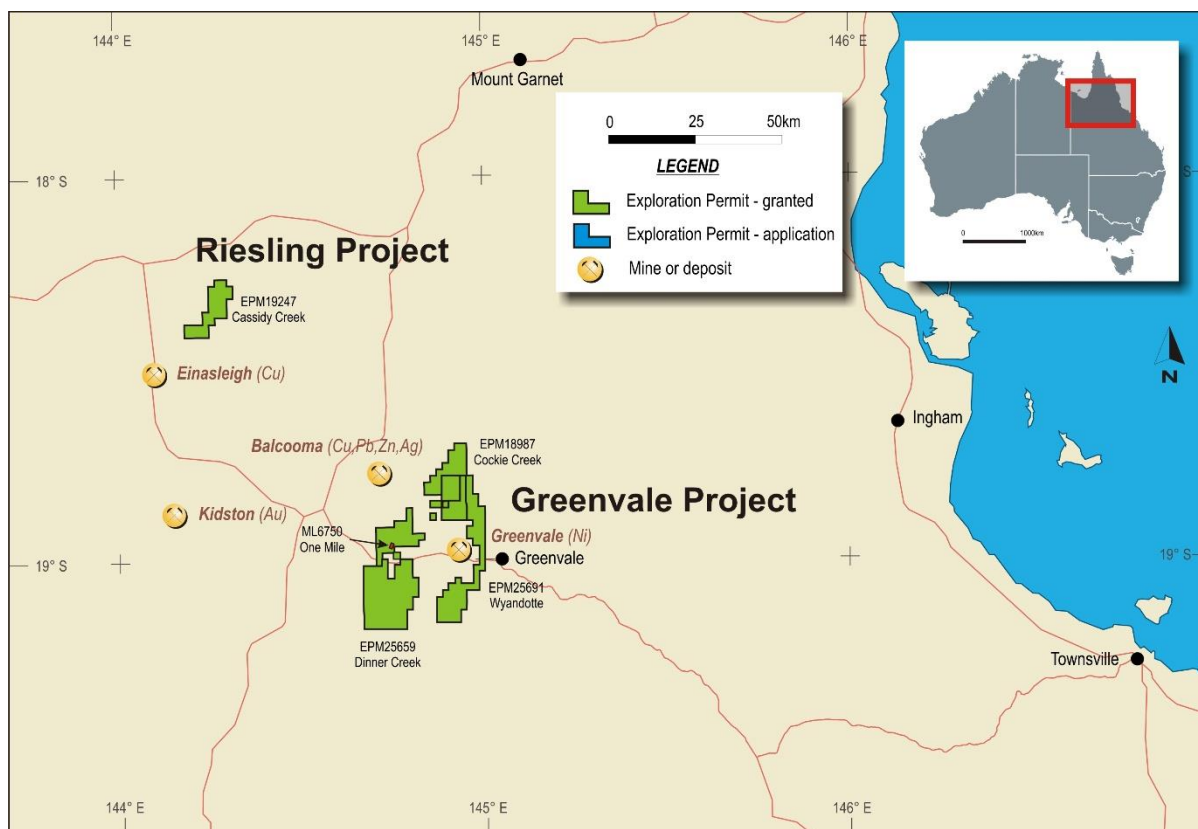 144° E
145° E
146° E
Mount Garnet
0 25 50km
LEGEND
Exploration Permit - granted
Exploration Permit - application
Mine or deposit
0 1000km
18° S
Riesling Project
EPM19247
Cassidy Creek
Einasleigh (Cu)
N
Ingham
Balcooma (Cu,Pb,Zn,Ag)
EPM18987
Cockie Creek
Greenvale Project
Kidston (Au)
ML6750
One Mile
Greenvale (Ni)
Greenvale
19° S
19° S
EPM25691
Wyandotte
EPM25659
Dinner Creek
Townsville
144° E
145° E
146° E